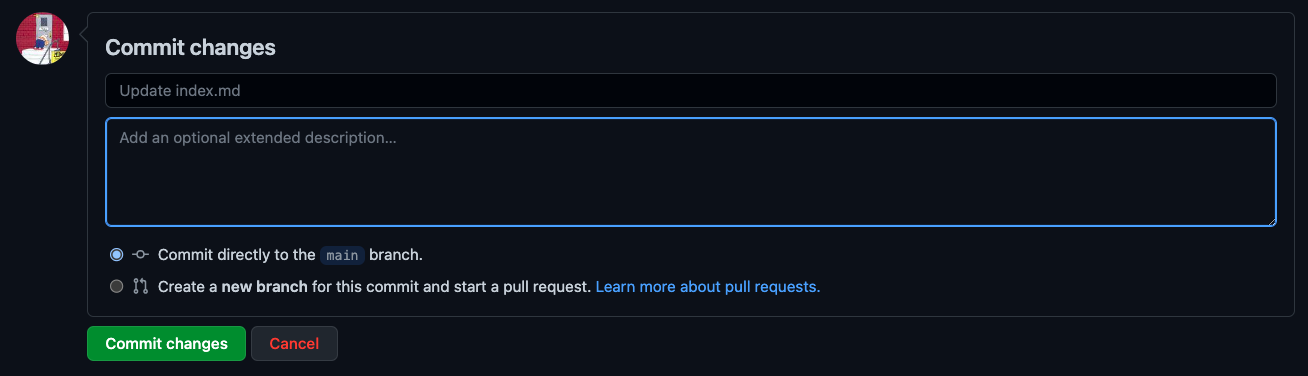 Commit changes
Update index.md
Add an optional extended description...
Commit directly to the main branch.
Create a new branch for this commit and start a pull request. Learn more about pull requests.
Commit changes
Cancel